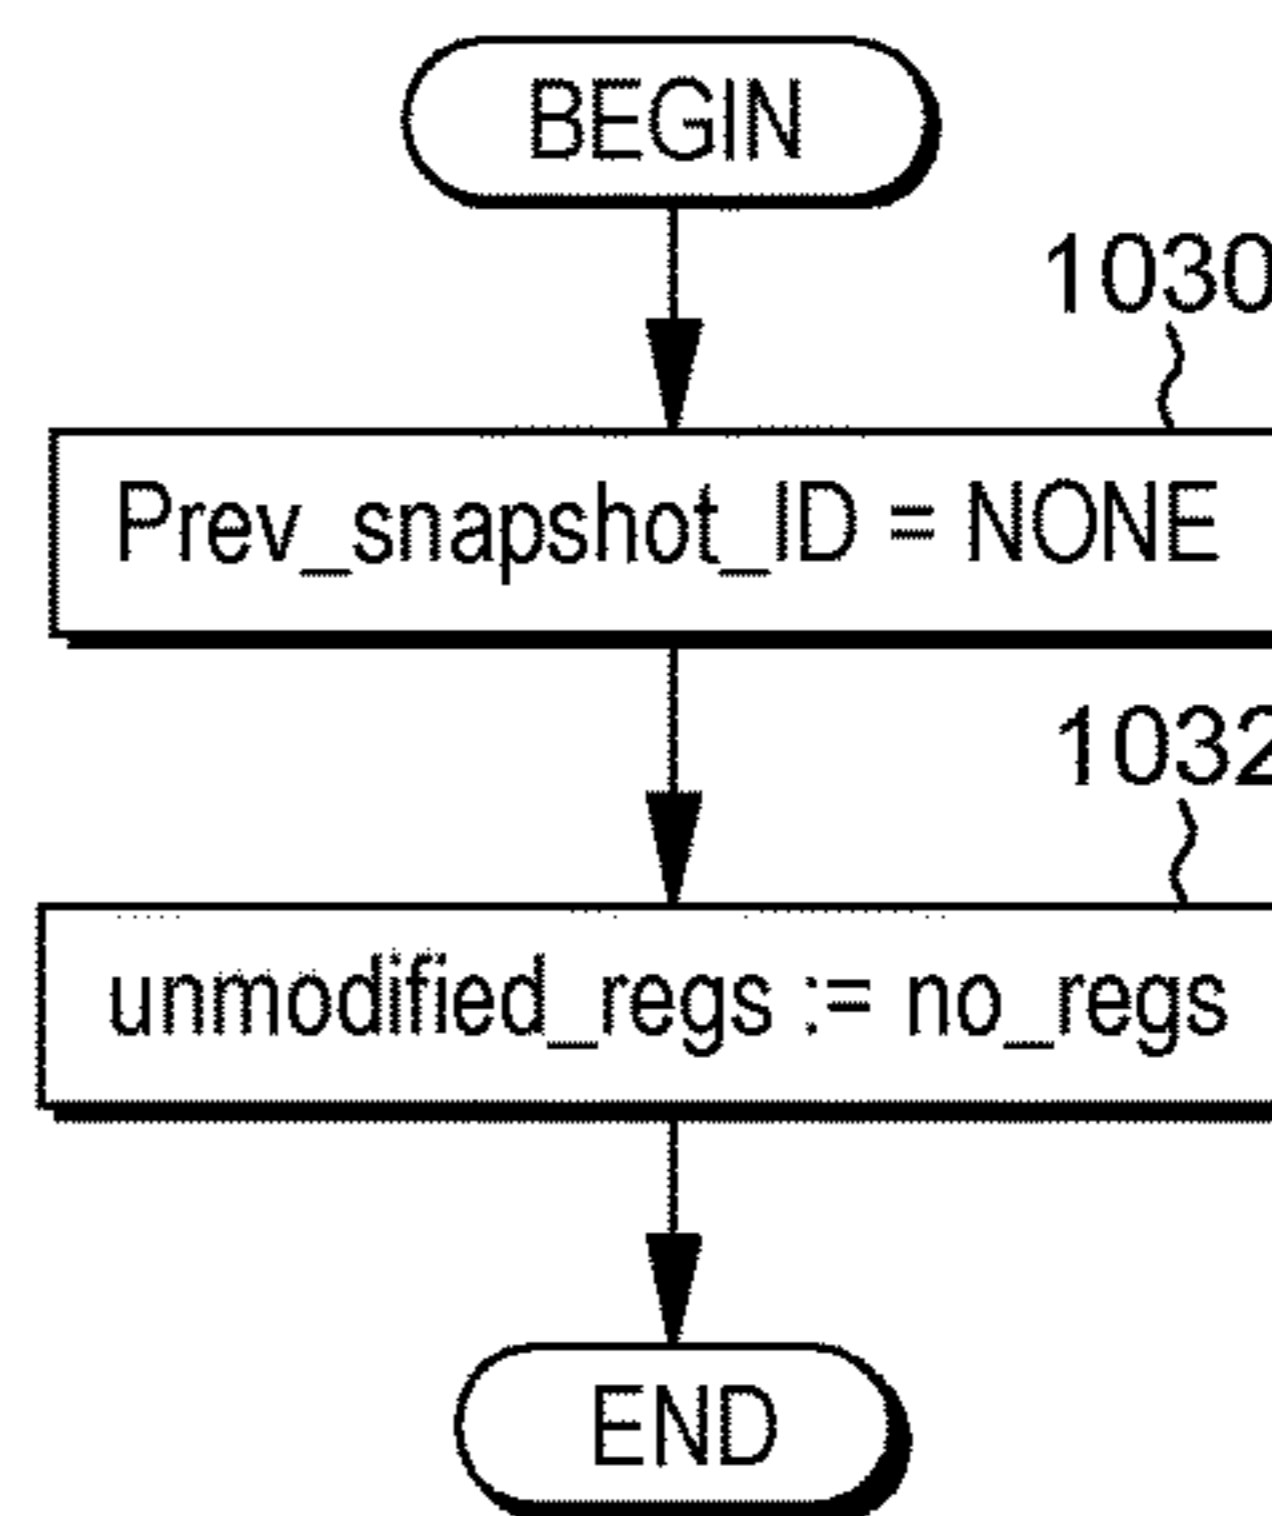 BEGIN
1030
Prev_snapshot_ID = NONE
1032
unmodified_regs := no_regs
END